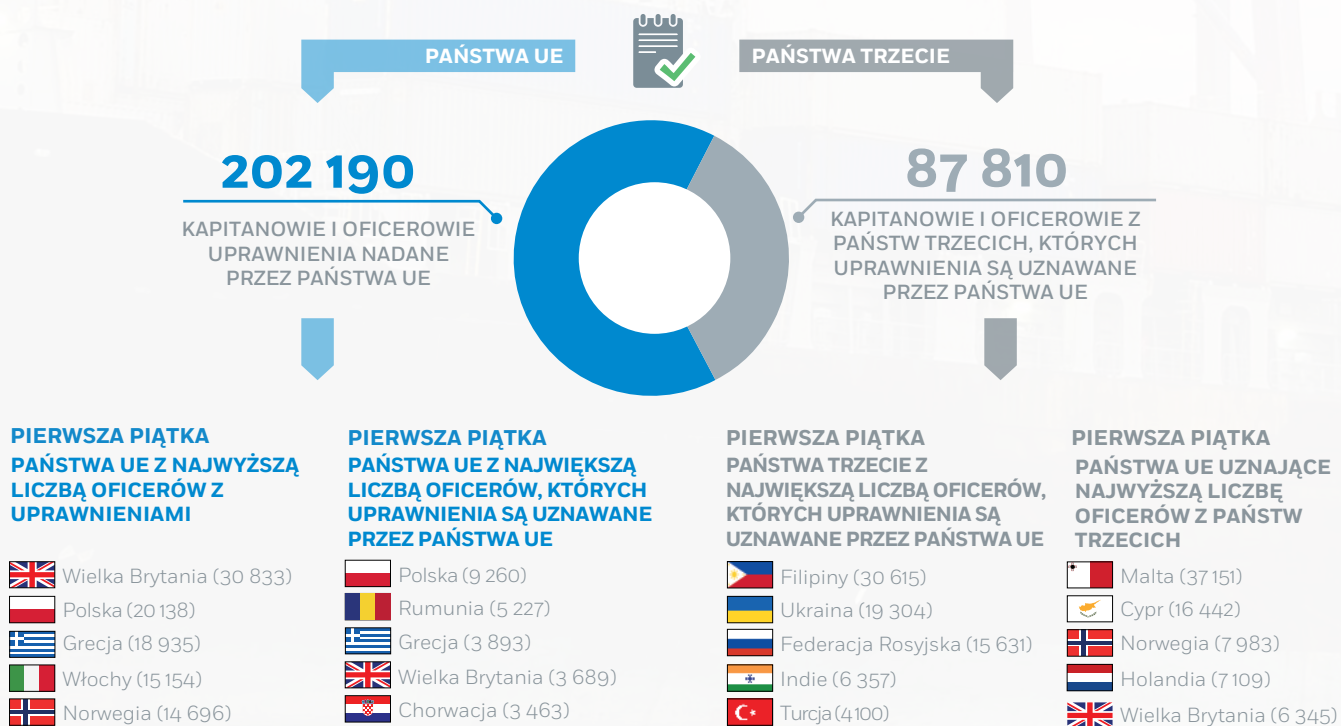 PAŃSTWA UE
PAŃSTWA TRZECIE
202 190
KAPITANOWIE I OFICEROWIE
UPRAWNIENIA NADANE
PRZEZ PAŃSTWA UE
87 810
KAPITANOWIE I OFICEROWIE Z
PAŃSTW TRZECICH, KTÓRYCH
UPRAWNIENIA SĄ UZNAWANE
PRZEZ PAŃSTWA UE
PIERWSZA PIĄTKA
PAŃSTWA UE Z NAJWYŻSZĄ
LICZBĄ OFICERÓW Z
UPRAWNIENIAMI
Wielka Brytania (30 833)
Polska (20 138)
Grecja (18 935)
Włochy (15 154)
Norwegia (14 696)
PIERWSZA PIĄTKA
PAŃSTWA UE Z NAJWIĘKSZĄ
LICZBĄ OFICERÓW, KTÓRYCH
UPRAWNIENIA SĄ UZNAWANE
PRZEZ PAŃSTWA UE
Polska (9 260)
Rumunia (5 227)
Grecja (3 893)
Wielka Brytania (3 689)
Chorwacja (3 463)
PIERWSZA PIĄTKA
PAŃSTWA TRZECIE Z
NAJWIĘKSZĄ LICZBĄ OFICERÓW,
KTÓRYCH UPRAWNIENIA SĄ
UZNAWANE PRZEZ PAŃSTWA UE
Filipiny (30 615)
Ukraina (19 304)
Federacja Rosyjska (15 631)
Indie (6 357)
Turcja (4100)
PIERWSZA PIĄTKA
PAŃSTWA UE UZNAJĄCE
NAJWYŻSZĄ LICZBĘ
OFICERÓW Z PAŃSTW
TRZECICH
Malta (37 151)
Cypr (16 442)
Norwegia (7 983)
Holandia (7 109)
Wielka Brytania (6 345)